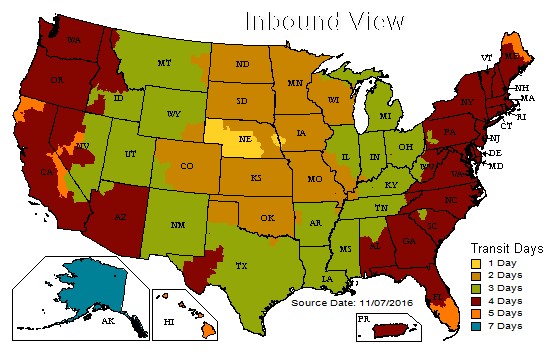 Inbound View
WA
OR
CA
NV
ID
MT
WY
UT
AZ
CO
NM
ND
SD
NE
KS
OK
TX
MN
IA
MO
AR
LA
WI
IL
IN
MI
OH
KY
TN
MS
AL
GA
FL
SC
NC
VA
WV
PA
NY
ME
VT
NH
MA
RI
CT
NJ
DE
MD
AK
HI
PR
Source Date: 11/07/2016
Transit Days
1 Day
2 Days
3 Days
4 Days
5 Days
7 Days